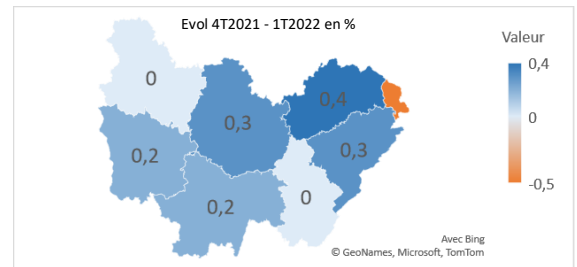 Evol 4T2021 - 1T2022 en %
Valeur
0,4
0
-0,5
0
0,3
0,4
0,2
0,3
0,2
0
Avec Bing
© GeoNames, Microsoft, TomTom